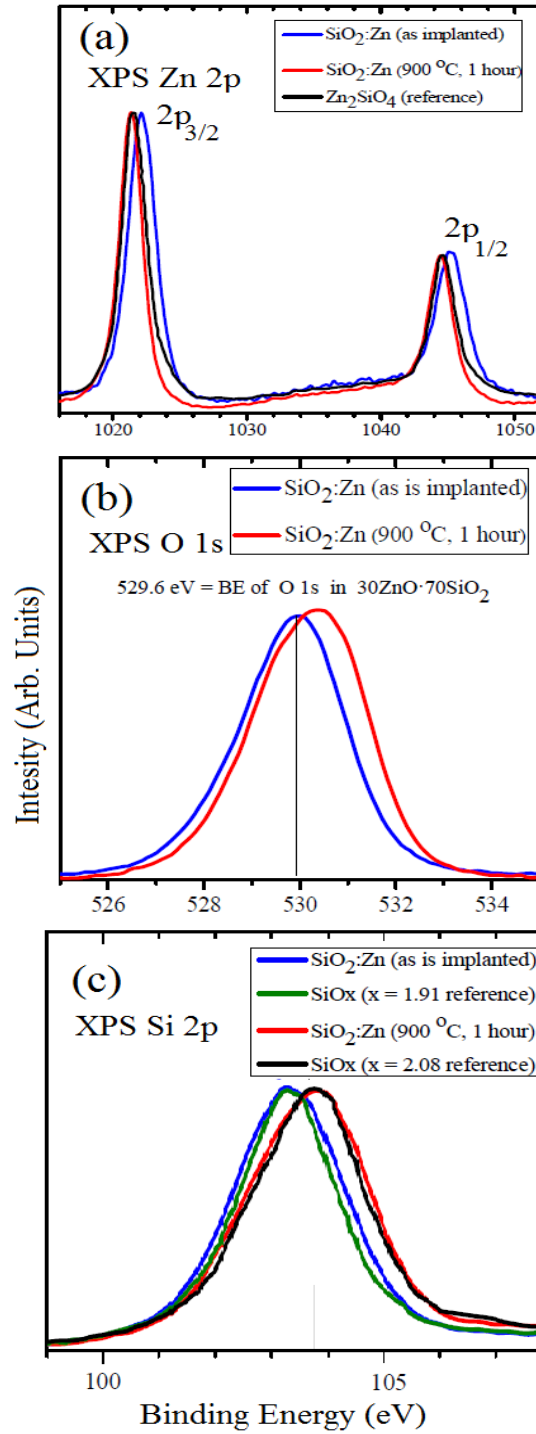 (a)
XPS Zn 2p
2p3/2
2p1/2
SiO2:Zn (as implanted)
SiO2:Zn (900 oC, 1 hour)
Zn2SiO4 (reference)
1020 1030 1040 1050
(b)
XPS O 1s
SiO2:Zn (as is implanted)
SiO2:Zn (900 oC, 1 hour)
529.6 eV = BE of O 1s in 30ZnO·70SiO2
Intesity (Arb. Units)
526 528 530 532 534
(c)
XPS Si 2p
SiO2:Zn (as is implanted)
SiOx (x = 1.91 reference)
SiO2:Zn (900 oC, 1 hour)
SiOx (x = 2.08 reference)
100 105
Binding Energy (eV)